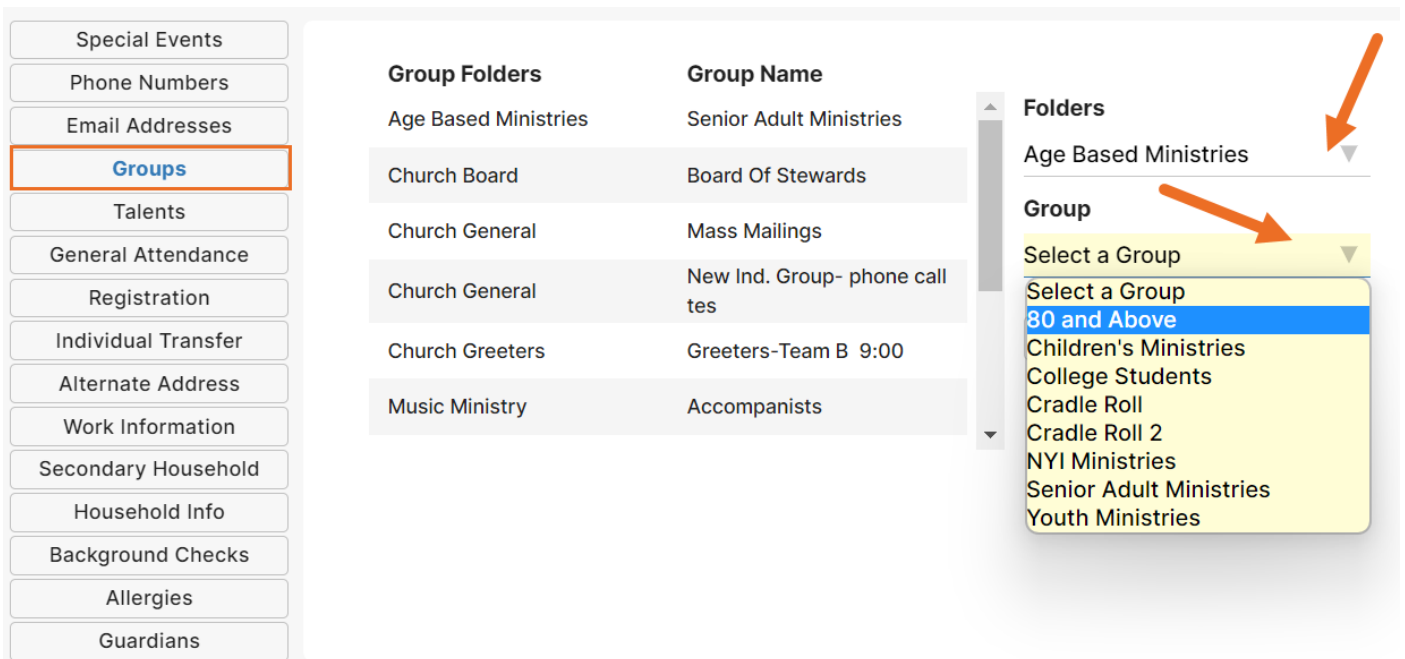 Special Events
Phone Numbers
Email Addresses
Groups
Talents
General Attendance
Registration
Individual Transfer
Alternate Address
Work Information
Secondary Household
Household Info
Background Checks
Allergies
Guardians
Group Folders Group Name
Age Based Ministries Senior Adult Ministries
Church Board Board Of Stewards
Church General Mass Mailings
Church General New Ind. Group- phone call
tes
Church Greeters Greeters-Team B 9:00
Music Ministry Accompanists
Folders
Age Based Ministries
Group
Select a Group
Select a Group
80 and Above
Children's Ministries
College Students
Cradle Roll
Cradle Roll 2
NYI Ministries
Senior Adult Ministries
Youth Ministries